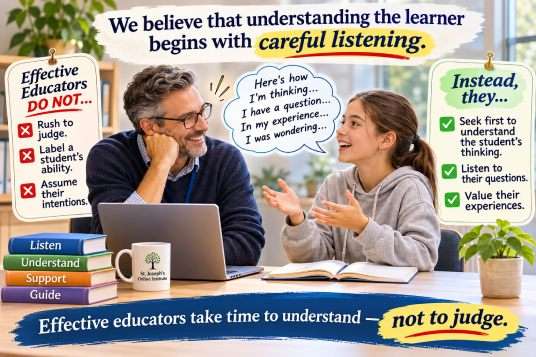 We believe that understanding the learner
begins with careful listening.
Effective
Educators
DO NOT...
Rush to
judge.
Label a
student's
ability.
Assume
their
intentions.
Here's how
I'm thinking...
I have a question...
In my experience...
I was wondering...
Instead,
they...
Seek first to
understand
the student's
thinking.
Listen to
their questions.
Value their
experiences.
Listen
Understand
Support
Guide
St. Joseph's
Online Institute
Effective educators take time to understand — not to judge.